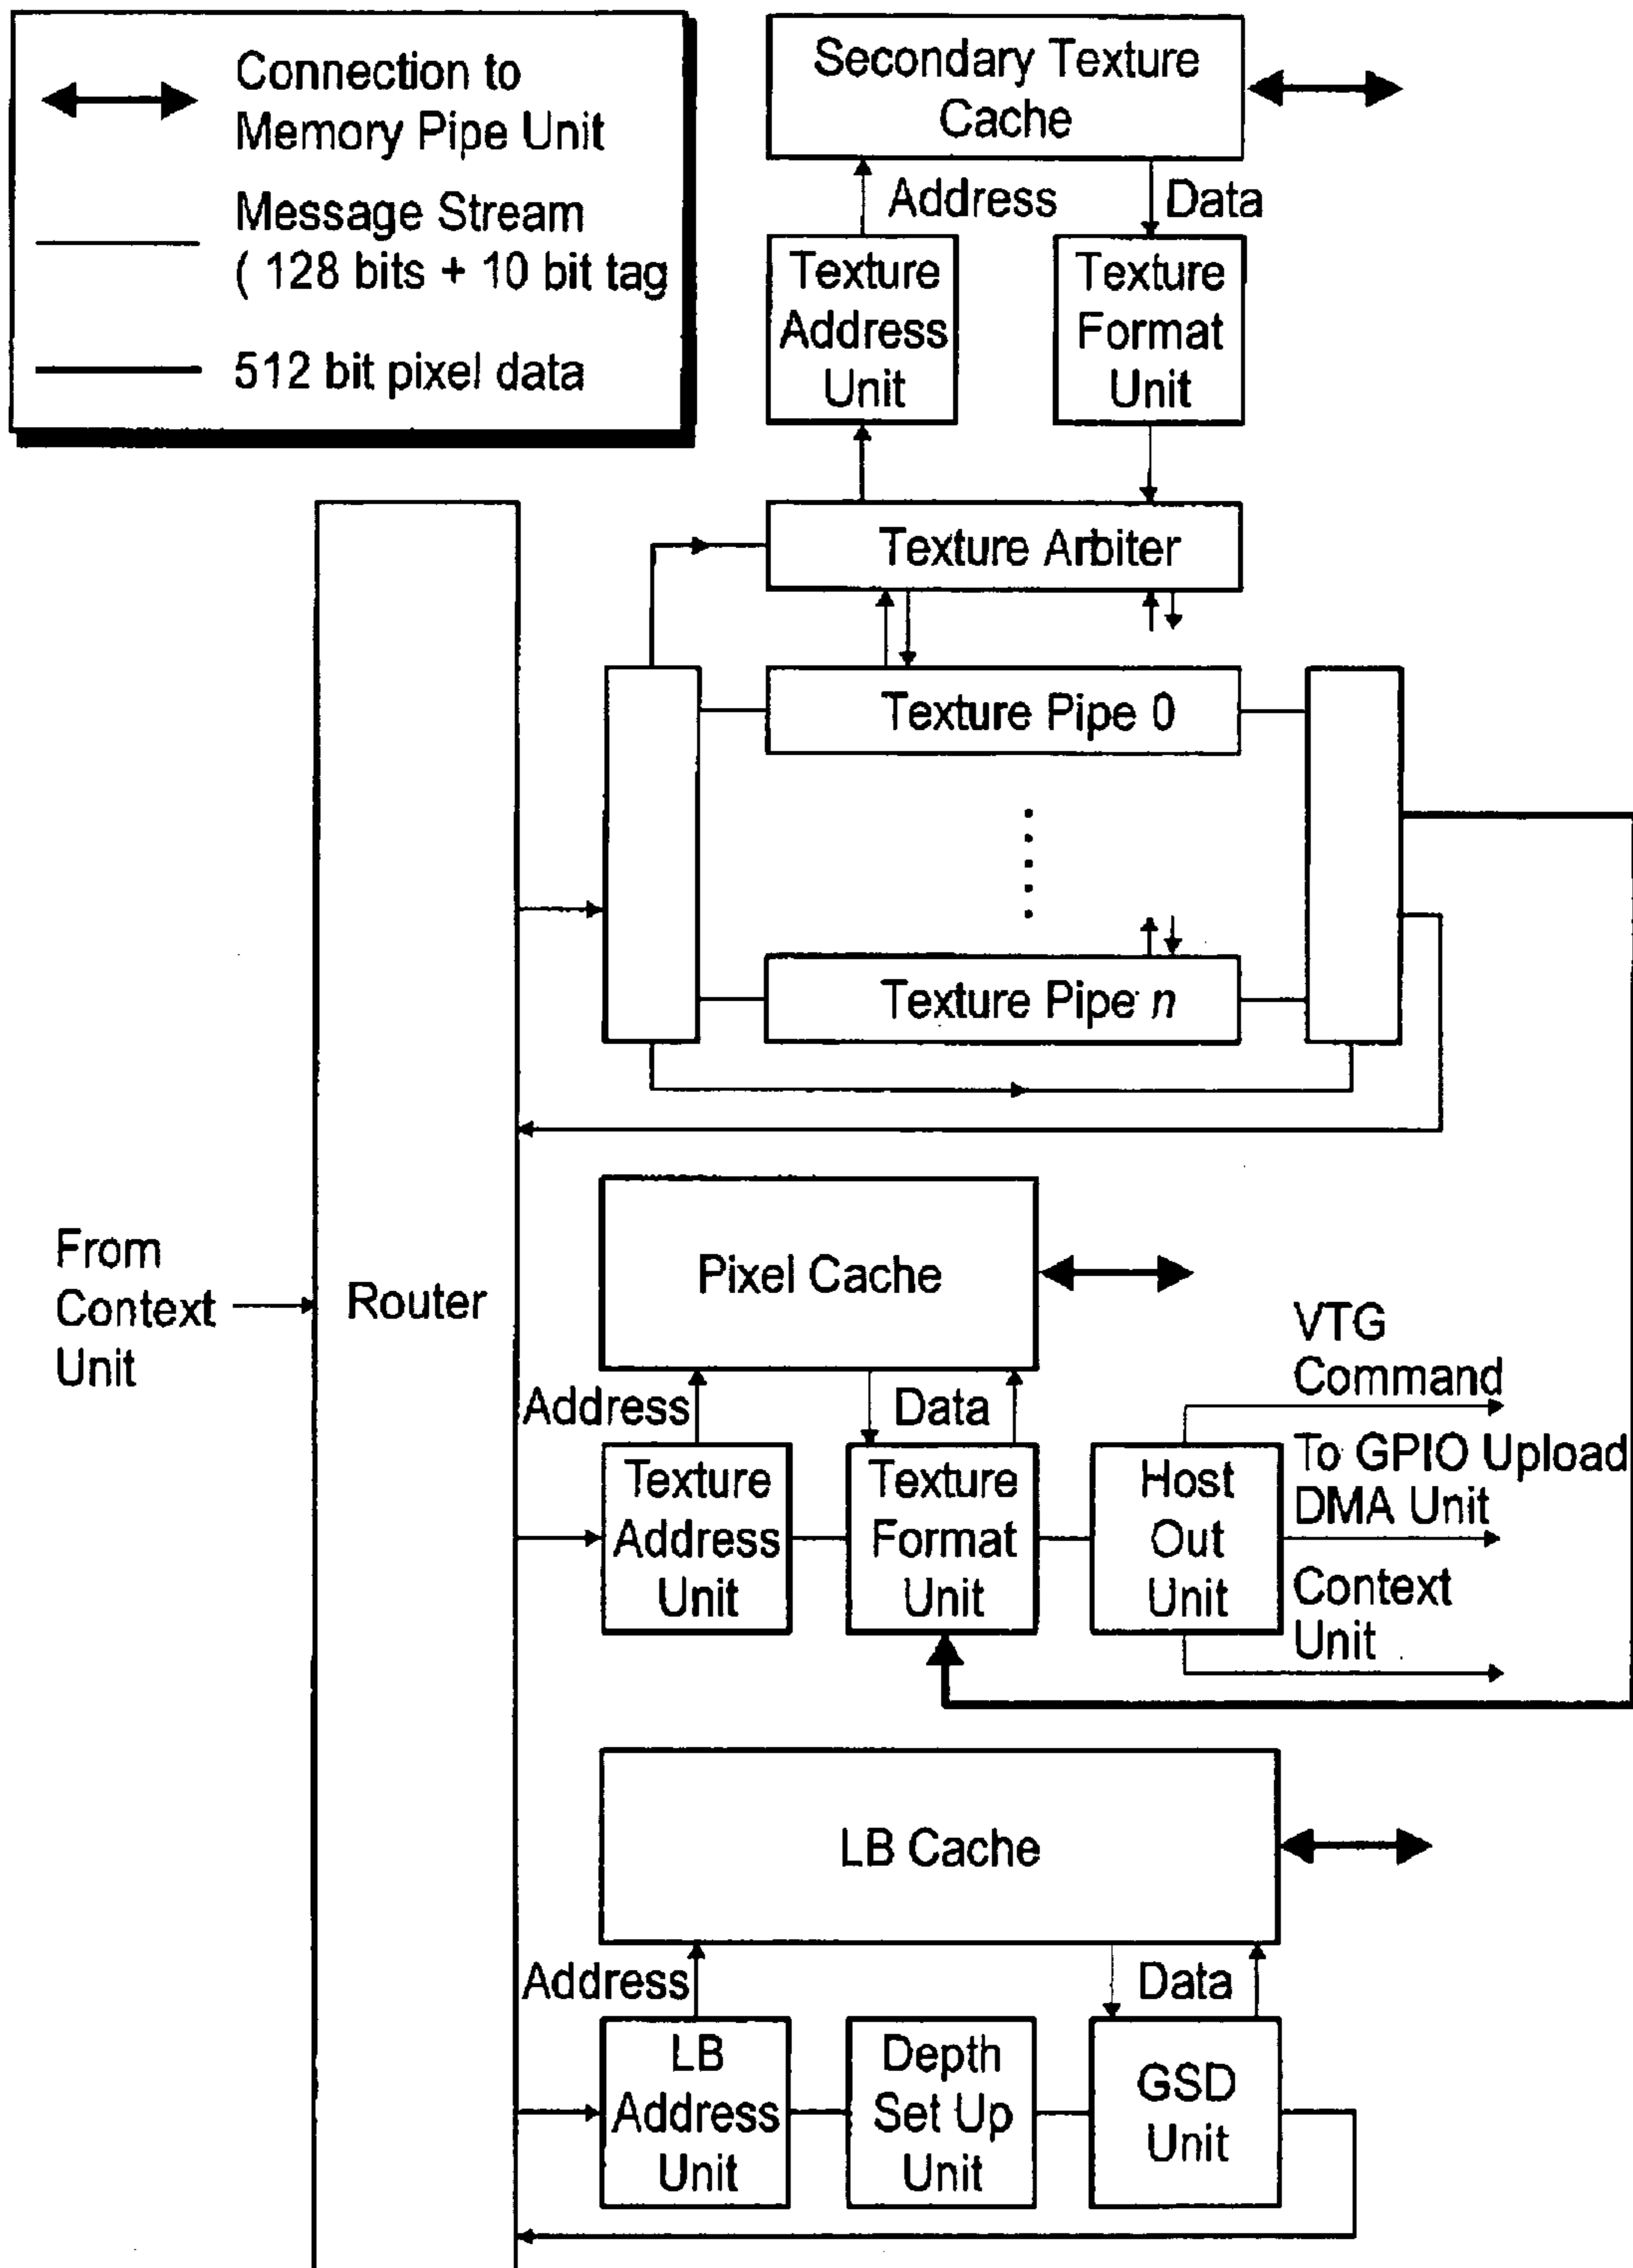 Connection to
Memory Pipe Unit
Message Stream
( 128 bits + 10 bit tag
512 bit pixel data
Secondary Texture
Cache
Address
Data
Texture
Address
Unit
Texture
Format
Unit
Texture Arbiter
Texture Pipe 0
Texture Pipe n
From
Context
Unit
Router
Pixel Cache
Address
Data
Texture
Address
Unit
Texture
Format
Unit
Host
Out
Unit
VTG
Command
To GPIO Upload
DMA Unit
Context
Unit
LB Cache
Address
Data
LB
Address
Unit
Depth
Set Up
Unit
GSD
Unit